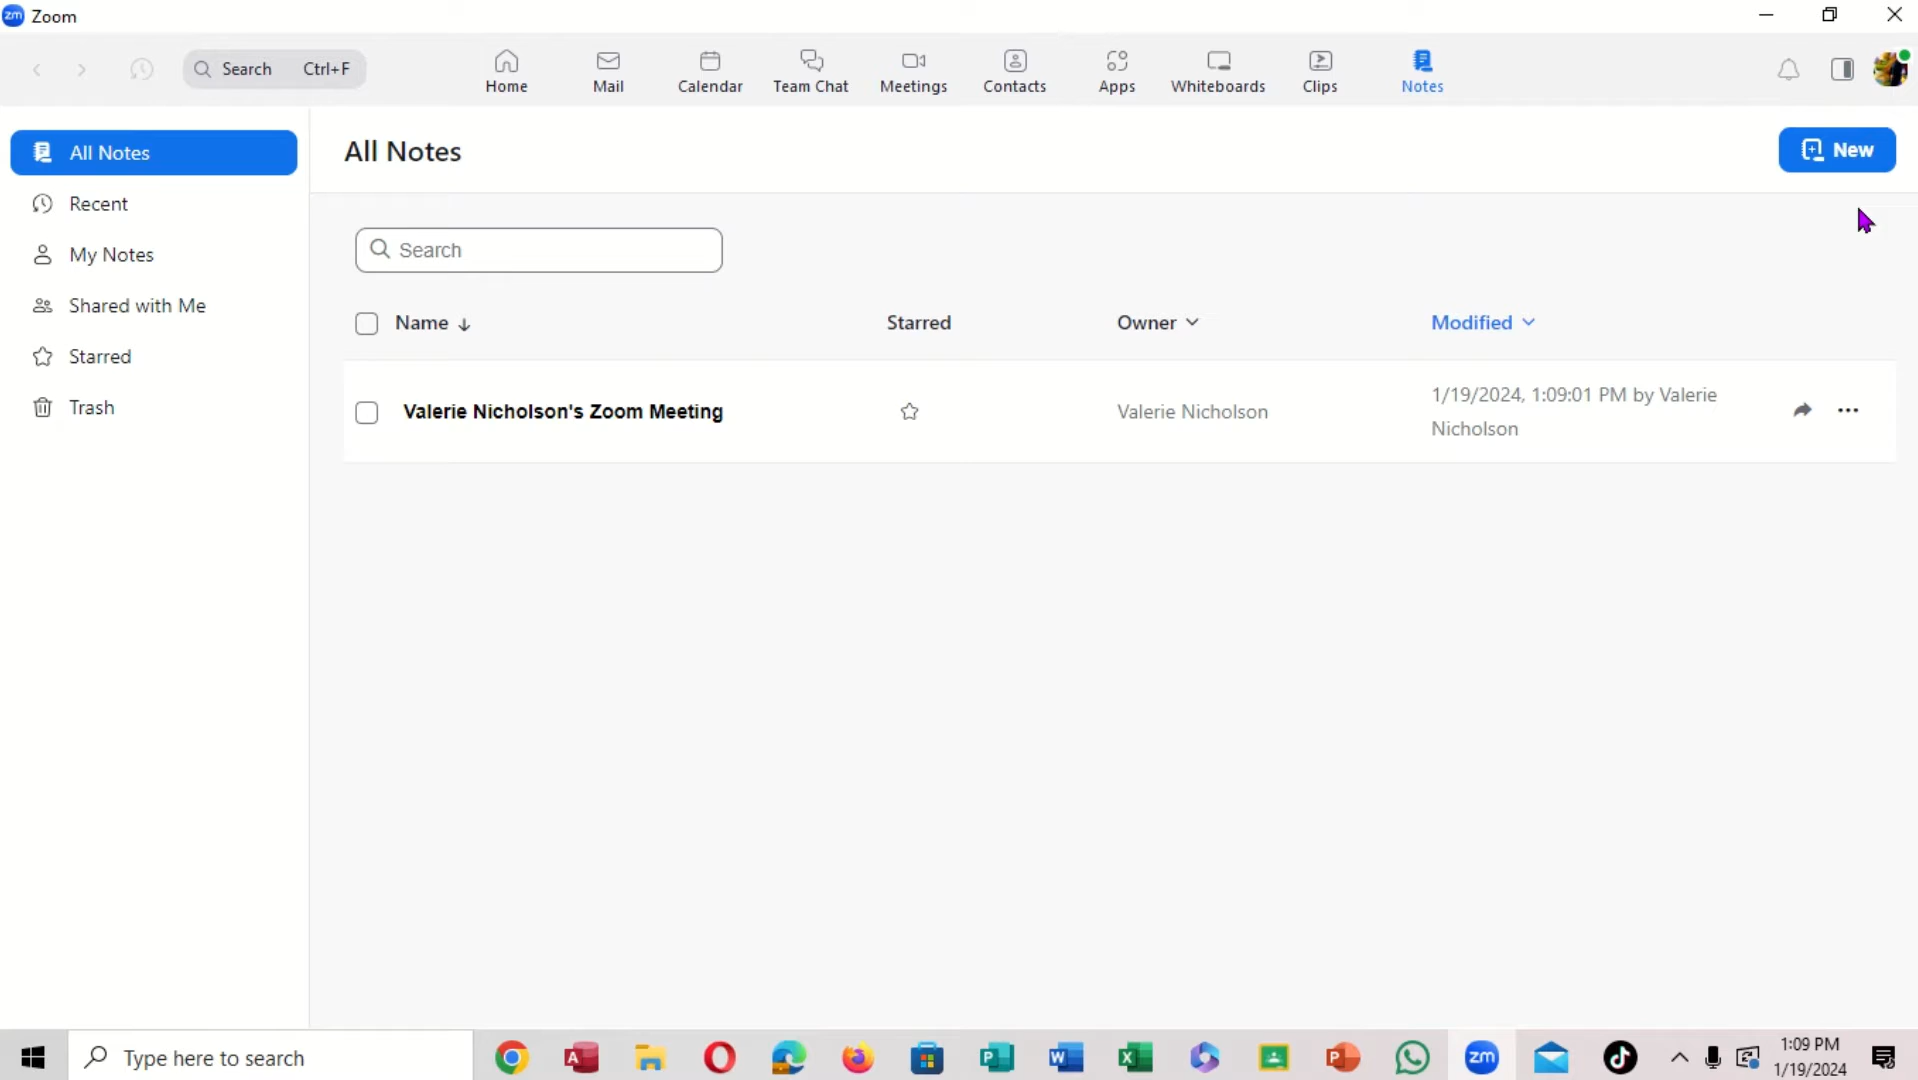 zm Zoom
Search Ctrl+F
Home Mail Calendar Team Chat Meetings Contacts Apps Whiteboards Clips Notes
All Notes
Recent
My Notes
Shared with Me
Starred
Trash
All Notes
New
Search
Name Starred Owner Modified
Valerie Nicholson's Zoom Meeting
Valerie Nicholson
1/19/2024, 1:09:01 PM by Valerie
Nicholson
Type here to search
A
P
W
X
P
zm
1:09 PM
1/19/2024